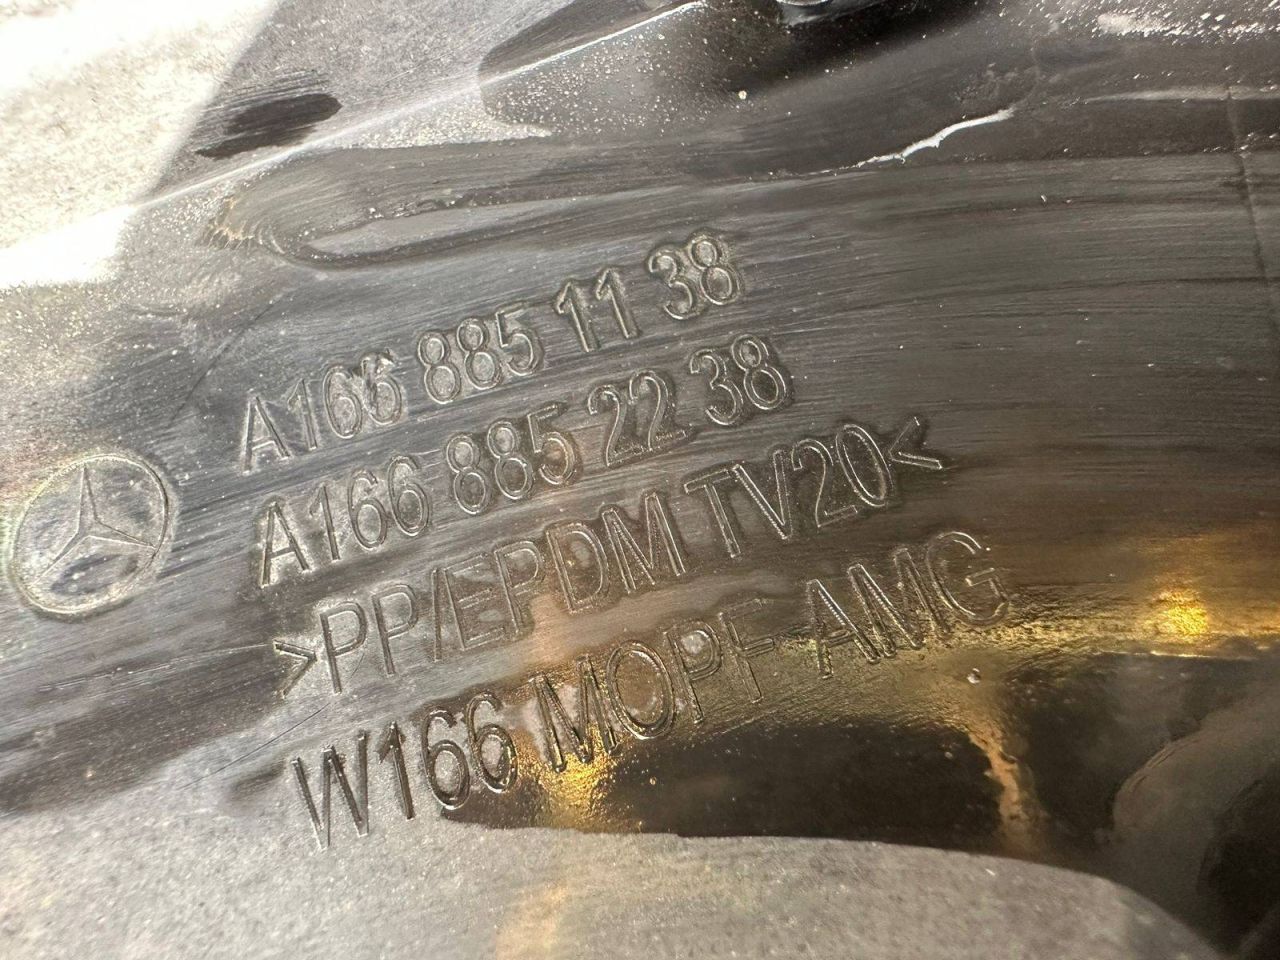 A166 885 11 38
A166 885 22 38
>PP/EPDM TV20<
W166 MOPF AMG